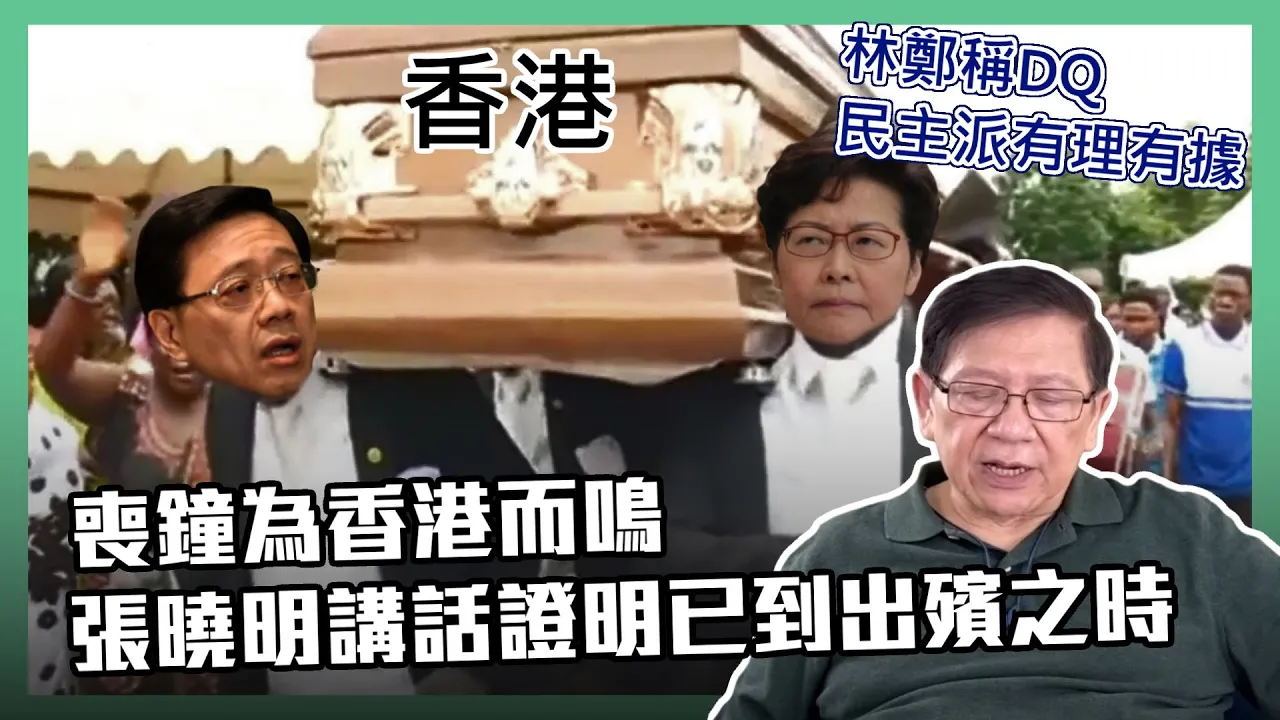 香港
林鄭稱DQ
民主派有理有據
喪鐘為香港而鳴
張曉明講話證明已到出殯之時